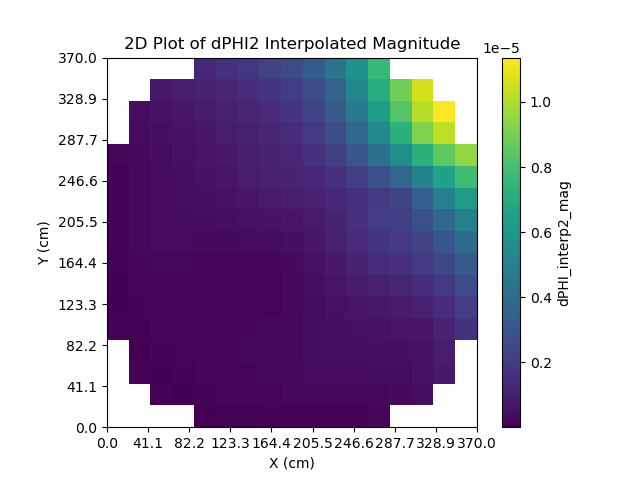 2D Plot of dPHI2 Interpolated Magnitude
1e−5
370.0
328.9
287.7
246.6
205.5
164.4
123.3
82.2
41.1
0.0
Y (cm)
0.0 41.1 82.2 123.3 164.4 205.5 246.6 287.7 328.9 370.0
X (cm)
1.0
0.8
0.6
0.4
0.2
dPHI_interp2_mag